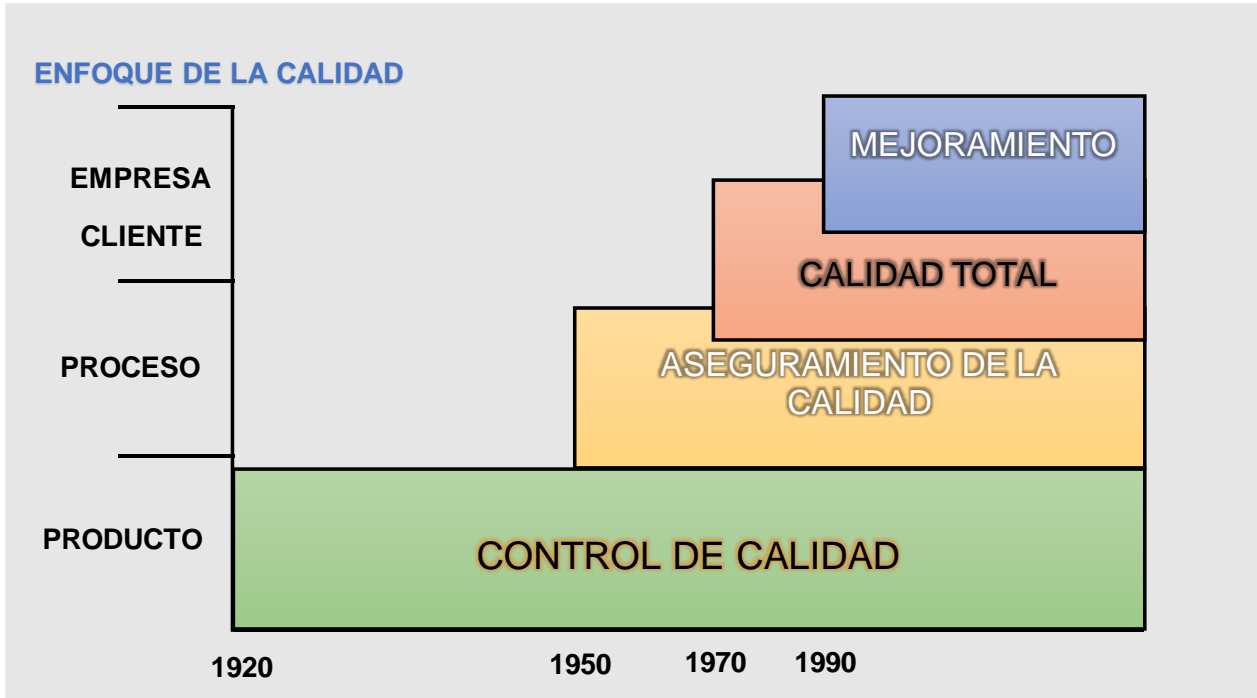 ENFOQUE DE LA CALIDAD
EMPRESA
CLIENTE
PROCESO
PRODUCTO
MEJORAMIENTO
CALIDAD TOTAL
ASEGURAMIENTO DE LA
CALIDAD
CONTROL DE CALIDAD
1920
1950
1970
1990